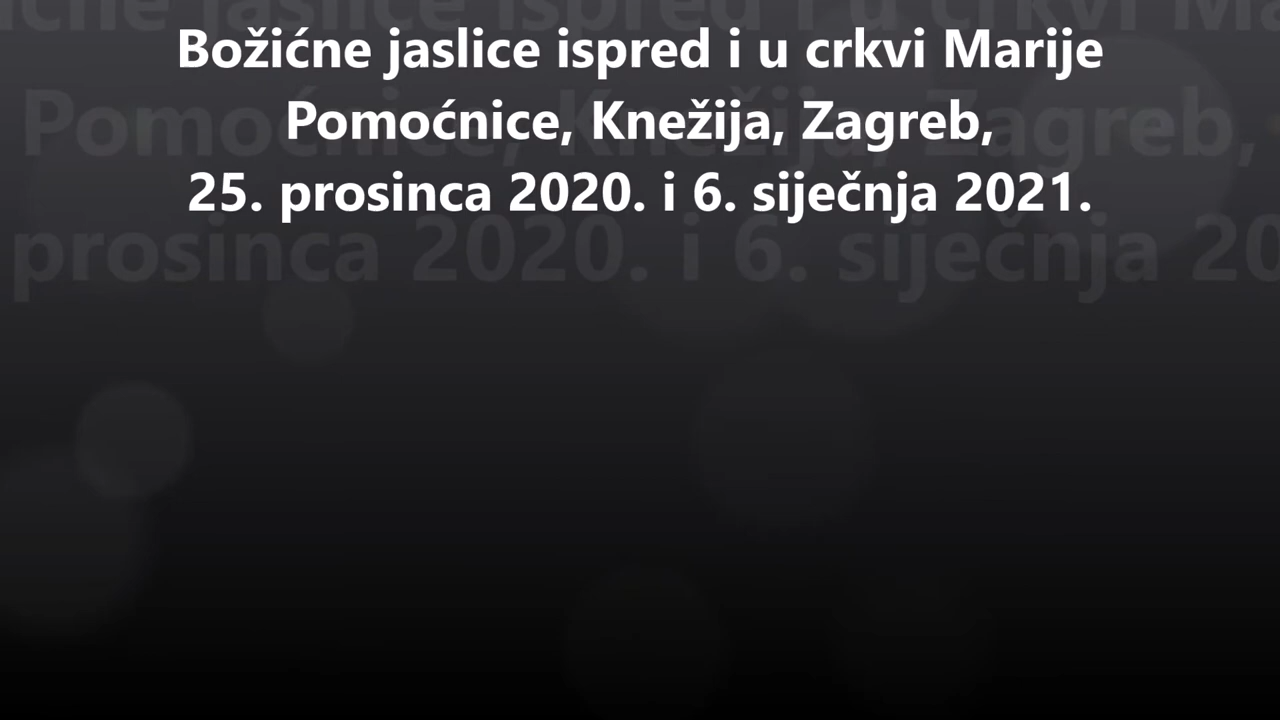 Božićne jaslice ispred i u crkvi Marije
Pomoćnice, Knežija, Zagreb,
25. prosinca 2020. i 6. siječnja 2021.